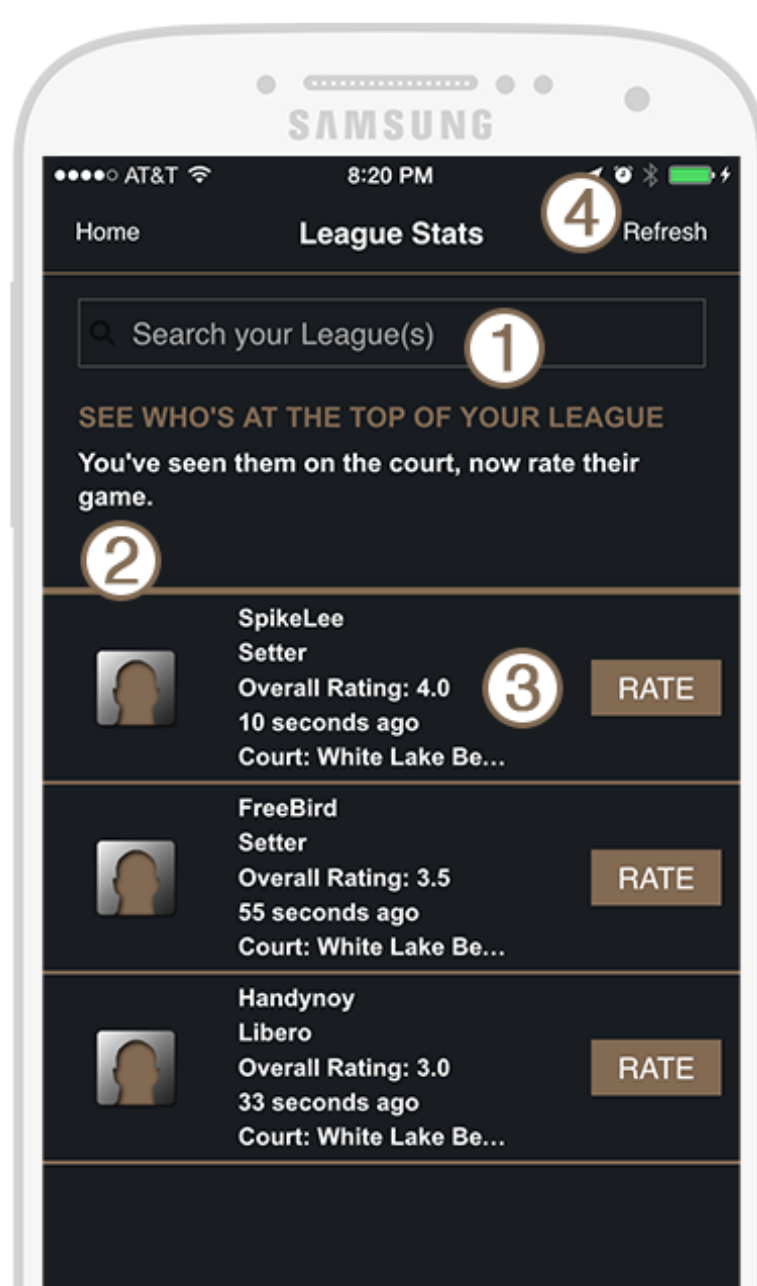 SAMSUNG
AT&T 8:20 PM
Home League Stats 4 Refresh
Search your League(s) 1
SEE WHO'S AT THE TOP OF YOUR LEAGUE
You've seen them on the court, now rate their
game.
2
SpikeLee
Setter
Overall Rating: 4.0 3 RATE
10 seconds ago
Court: White Lake Be...
FreeBird
Setter
Overall Rating: 3.5 RATE
55 seconds ago
Court: White Lake Be...
Handynoy
Libero
Overall Rating: 3.0 RATE
33 seconds ago
Court: White Lake Be...